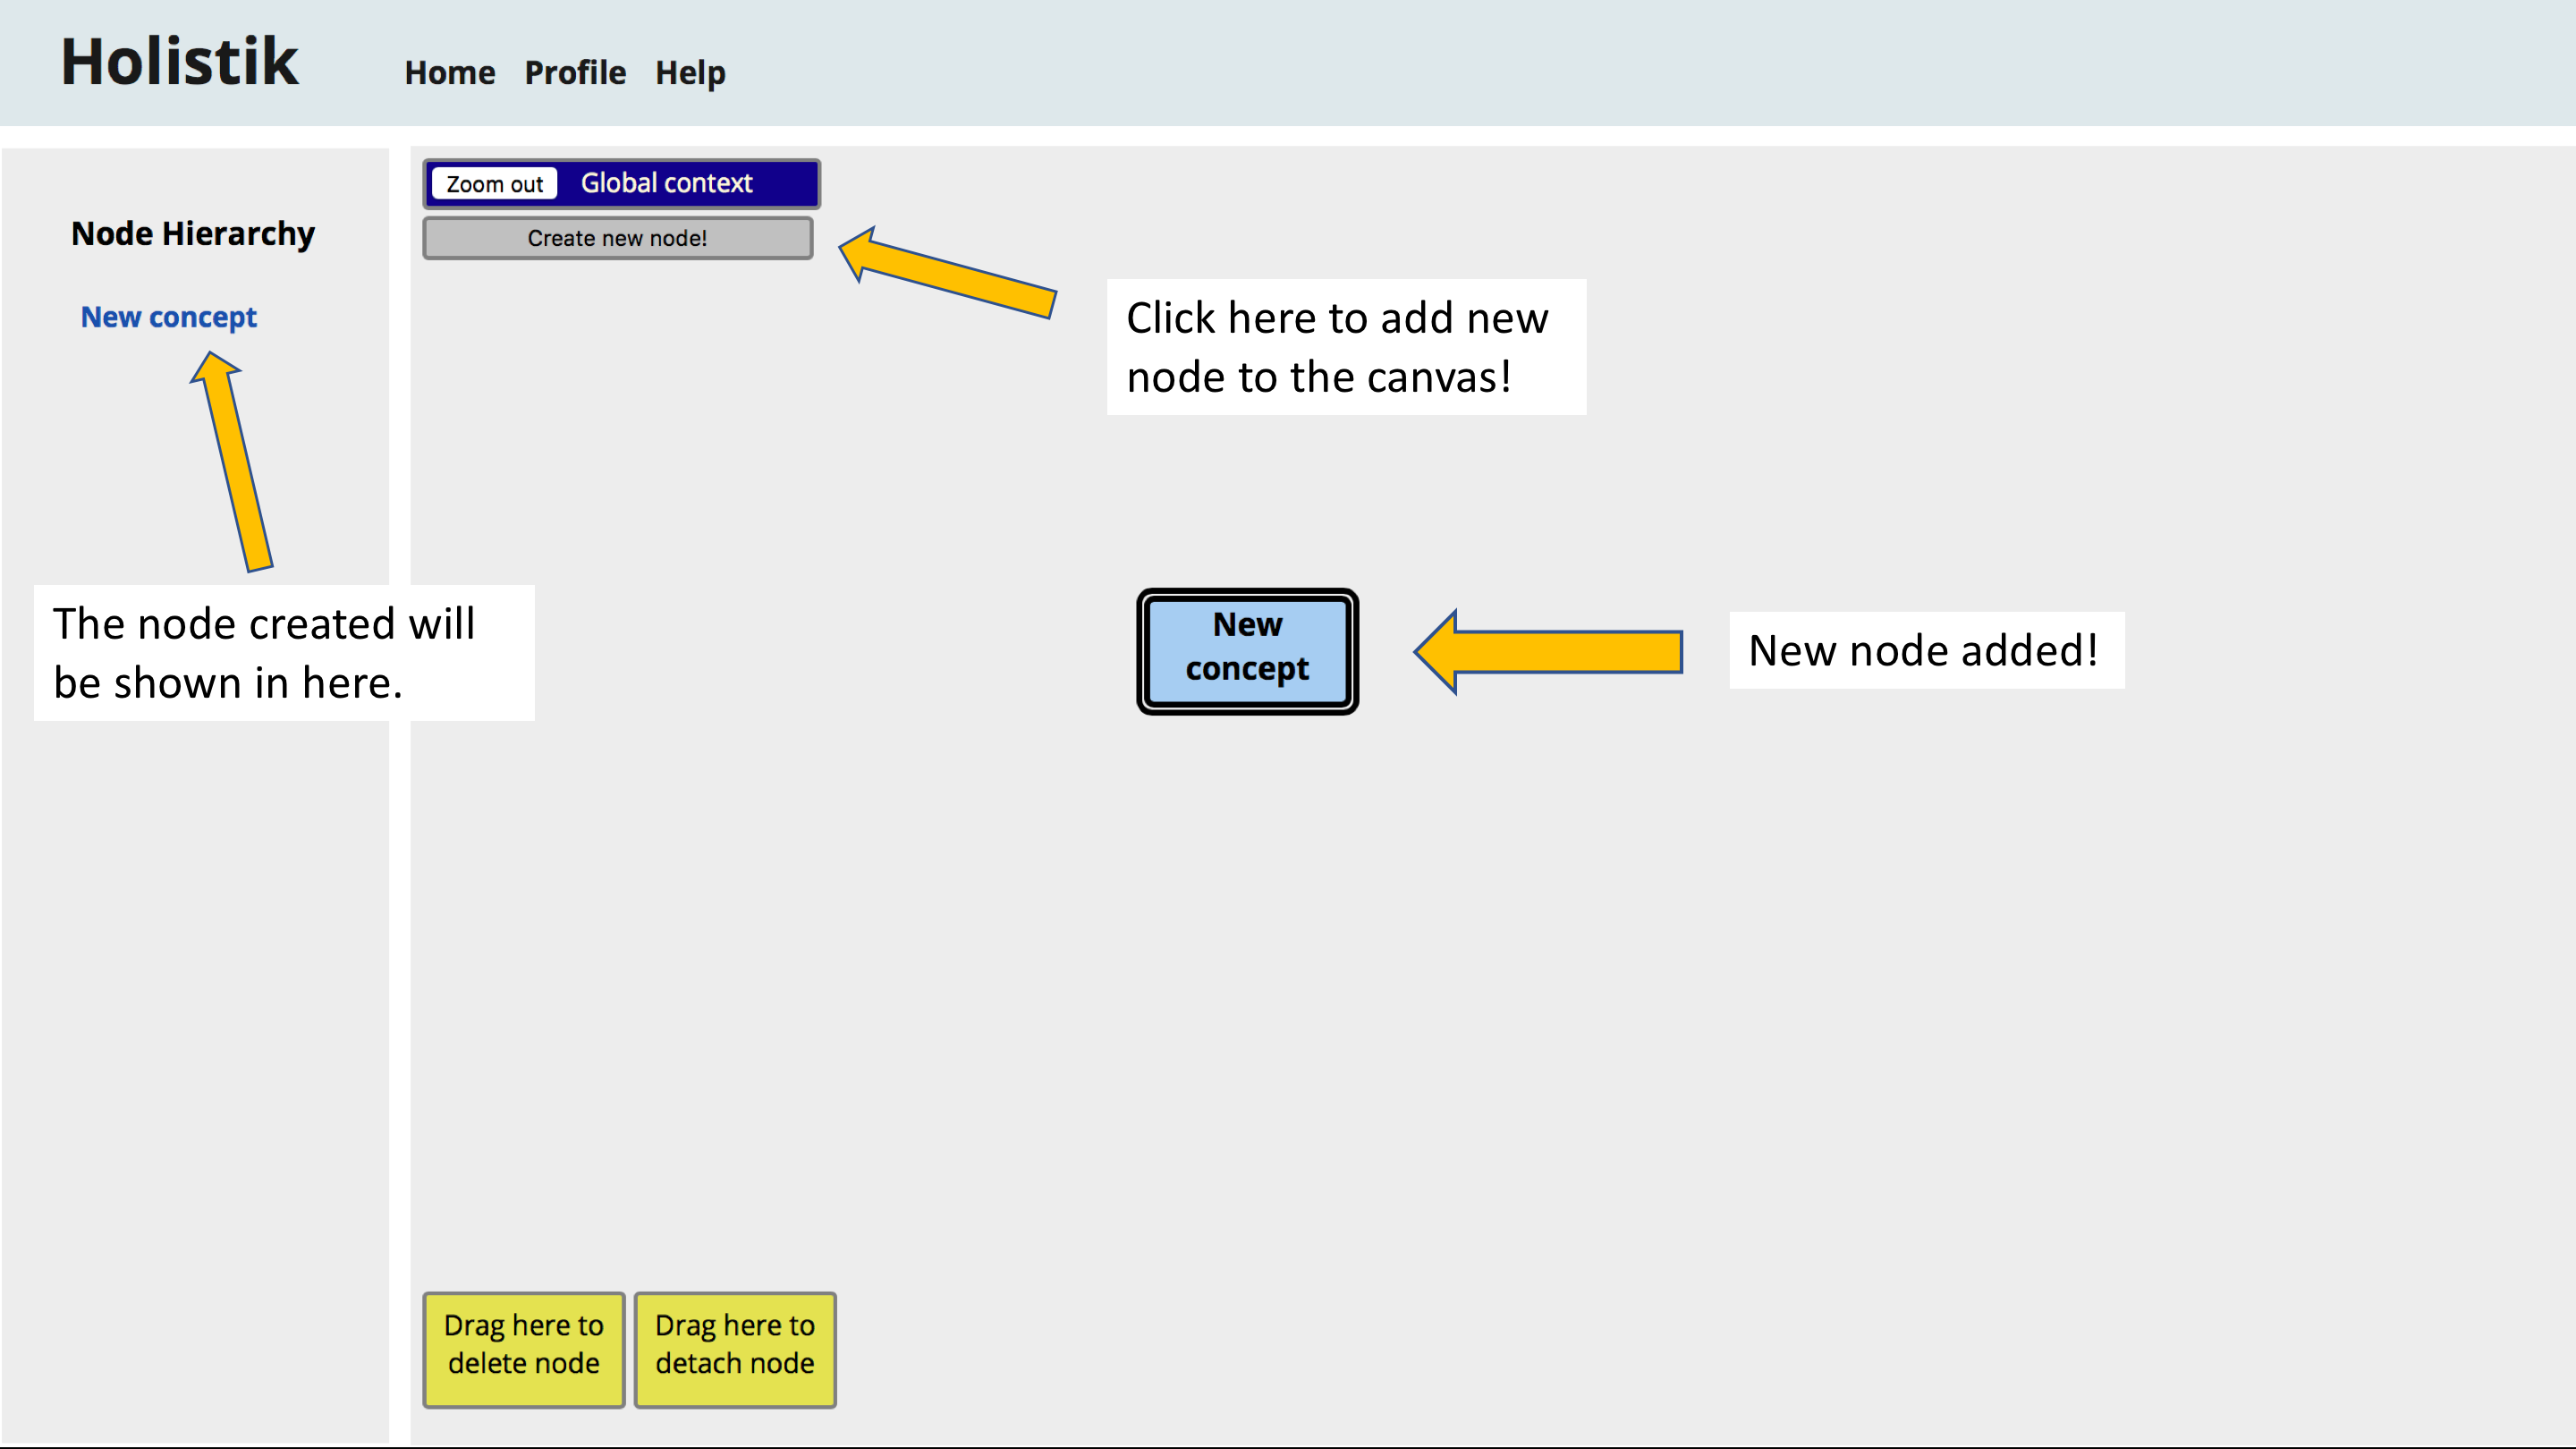 Holistik
Home Profile Help
Node Hierarchy
New concept
The node created will
be shown in here.
Zoom out Global context
Create new node!
Click here to add new
node to the canvas!
New
concept
New node added!
Drag here to
delete node
Drag here to
detach node